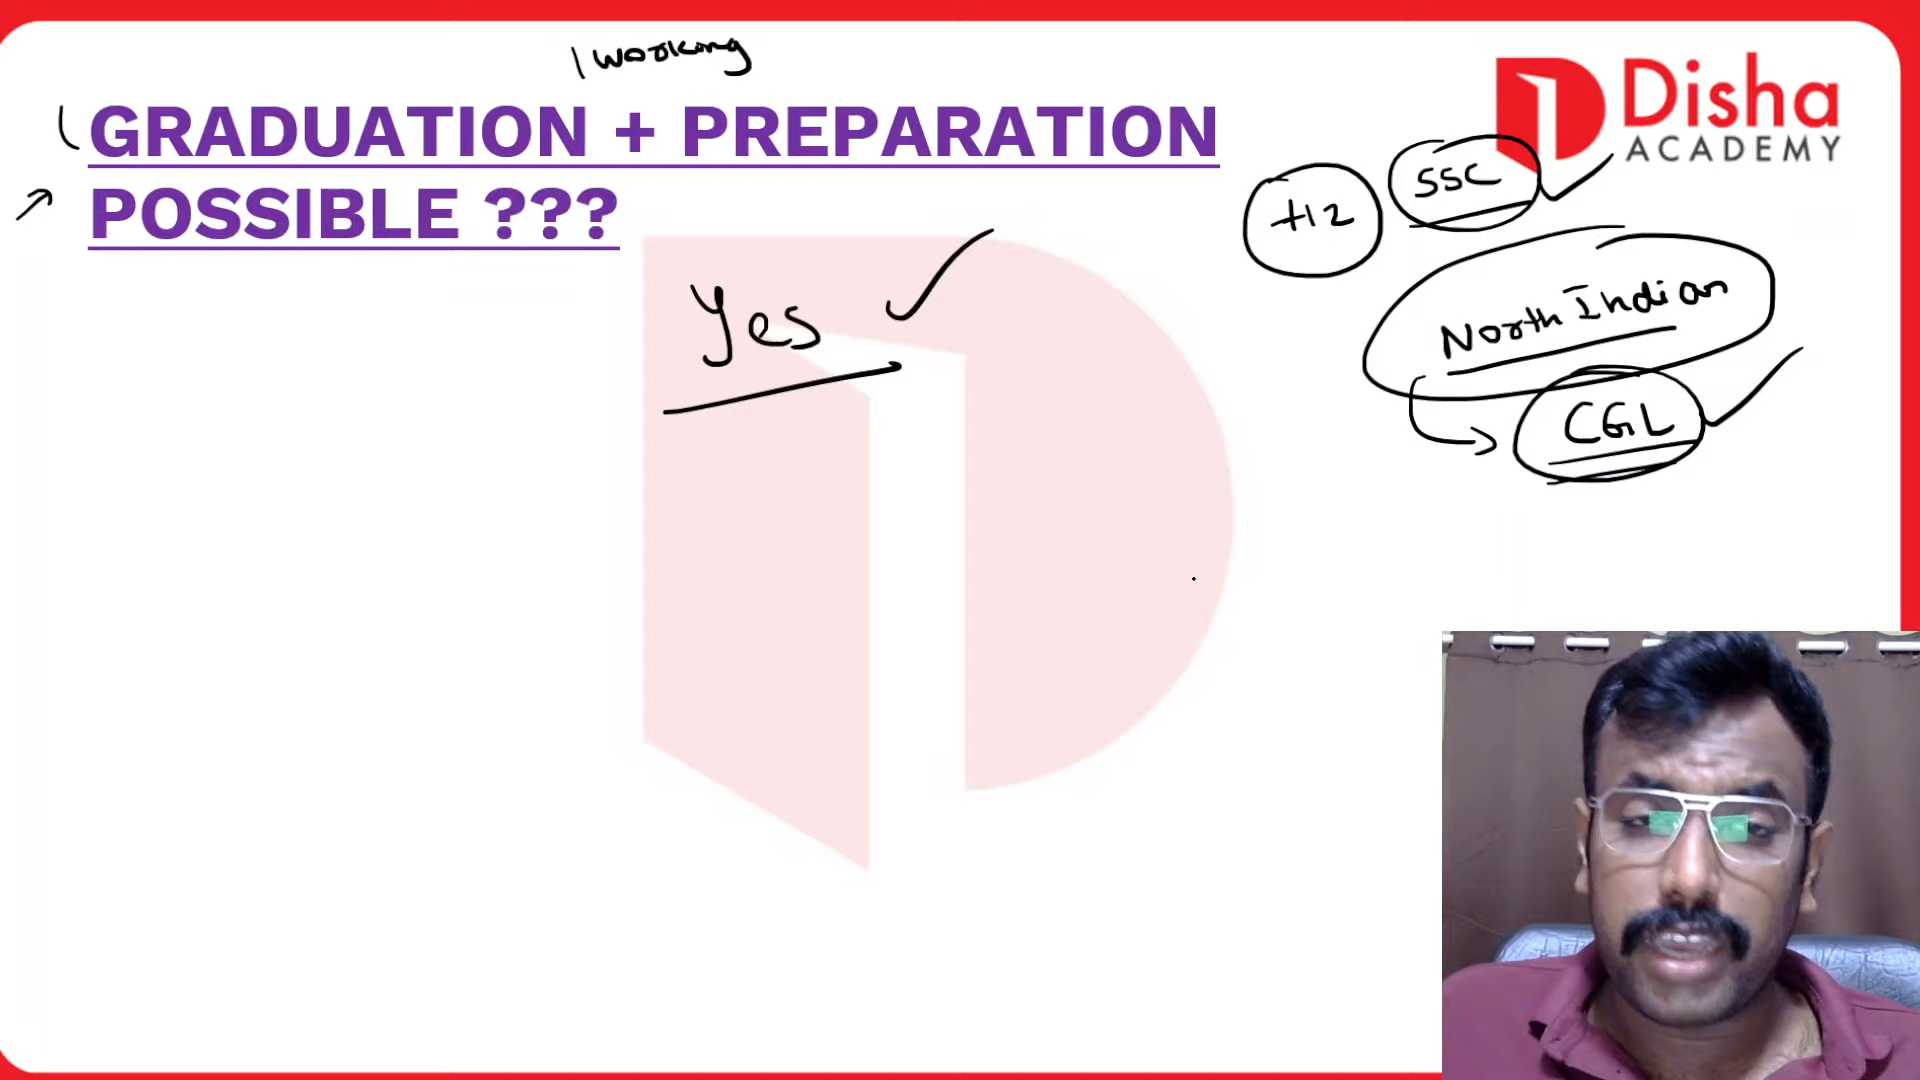 / working
GRADUATION + PREPARATION
POSSIBLE ???
Disha
ACADEMY
+12
SSC
North Indian
CGL
Yes